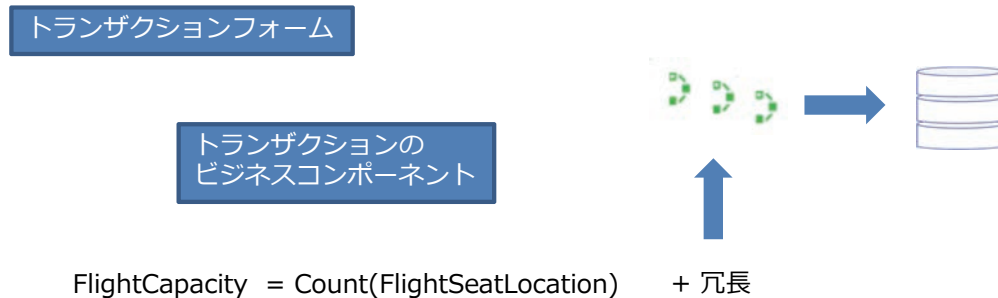 トランザクションフォーム
トランザクションの
ビジネスコンポーネント
FlightCapacity = Count(FlightSeatLocation) + 冗長